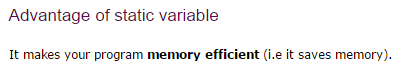 Advantage of static variable
It makes your program memory efficient (i.e it saves memory).